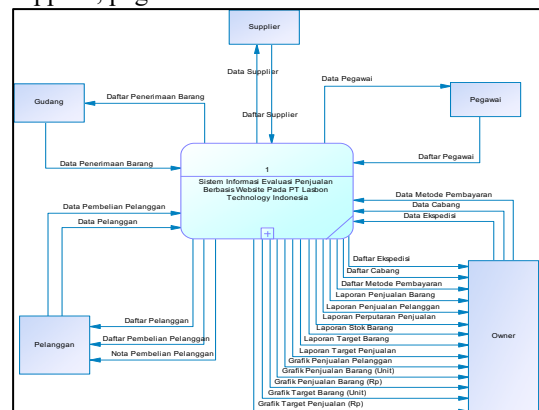 Supplier
Data Supplier
Daftar Supplier
Data Pegawai
Pegawai
Daftar Pegawai
Gudang
Daftar Penerimaan Barang
Data Penerimaan Barang
1
Sistem Informasi Evaluasi Penjualan
Berbasis Website Pada PT Lasbon
Technology Indonesia
Data Metode Pembayaran
Data Cabang
Data Ekspedisi
Data Pembelian Pelanggan
Data Pelanggan
Pelanggan
Daftar Pelanggan
Daftar Pembelian Pelanggan
Nota Pembelian Pelanggan
Daftar Ekspedisi
Daftar Cabang
Daftar Metode Pembayaran
Laporan Penjualan Barang
Laporan Penjualan Pelanggan
Laporan Perputaran Penjualan
Laporan Stok Barang
Laporan Target Barang
Laporan Target Penjualan
Grafik Penjualan Pelanggan
Grafik Penjualan Barang (Unit)
Grafik Penjualan Barang (Rp)
Grafik Target Barang (Unit)
Grafik Target Penjualan (Rp)
Owner